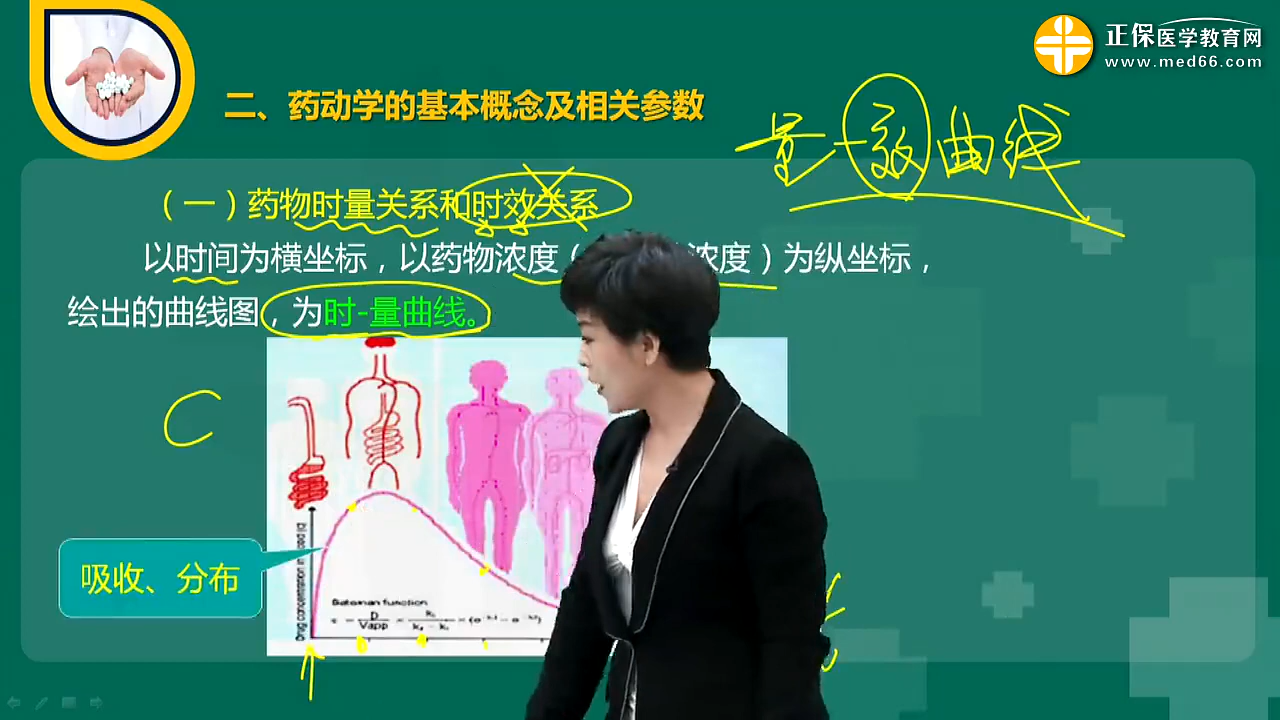 正保医学教育网
www.med66.com
二、药动学的基本概念及相关参数
量-效曲线
（一）药物时量关系和时效关系
以时间为横坐标，以药物浓度（
浓度）为纵坐标，
绘出的曲线图，为时-量曲线。
C
吸收、分布
Drug concentration in
Bateman function